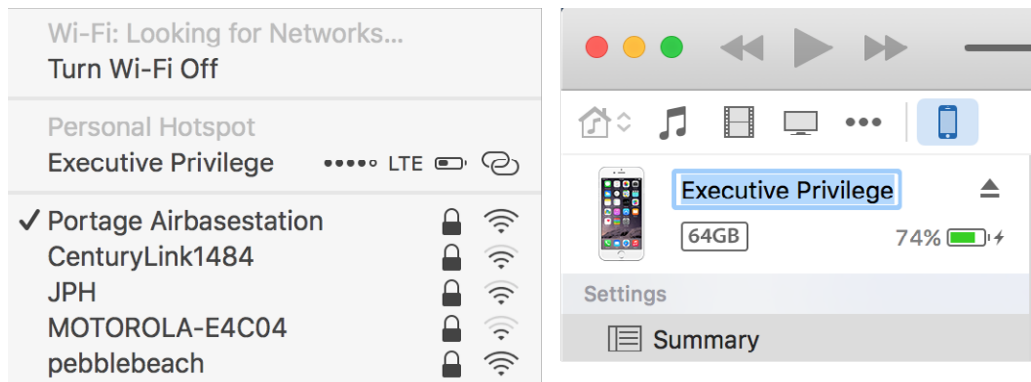 Wi-Fi: Looking for Networks...
Turn Wi-Fi Off
Personal Hotspot
Executive Privilege LTE
Portage Airbasestation
CenturyLink1484
JPH
MOTOROLA-E4C04
pebblebeach
Executive Privilege
64GB 74%
Settings
Summary